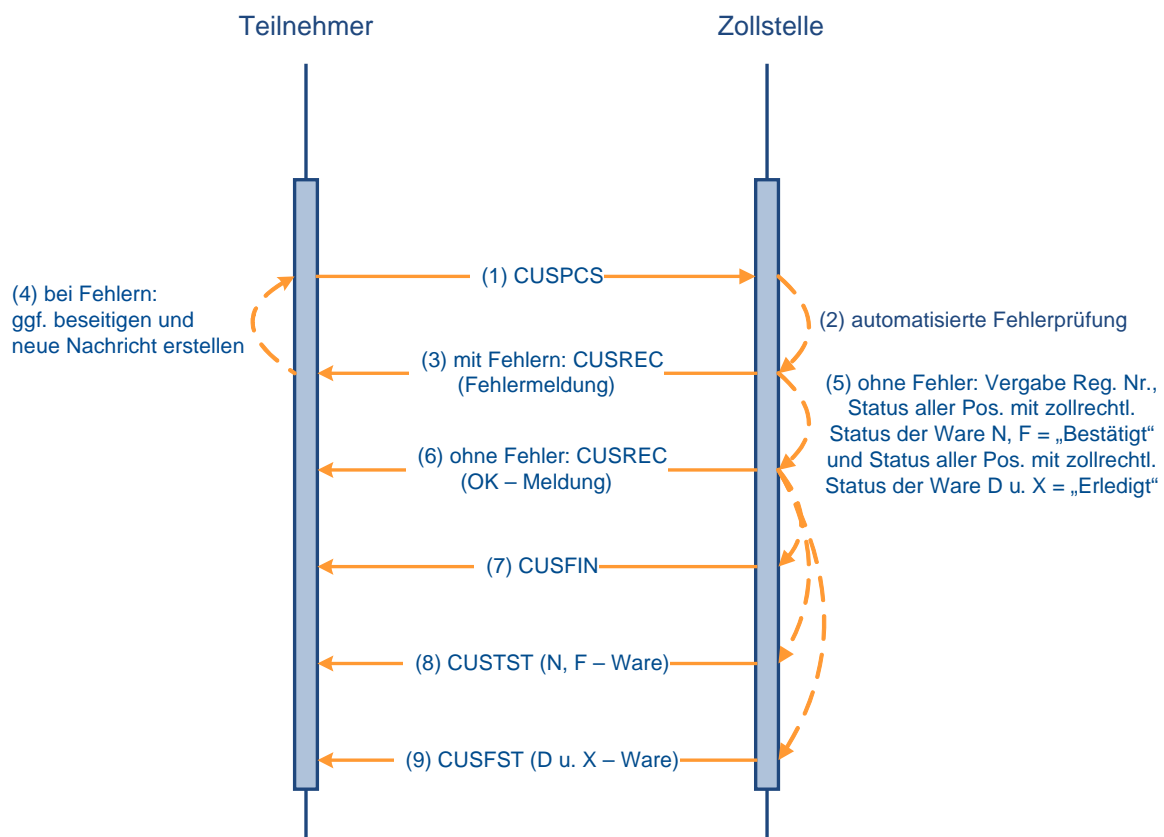 Teilnehmer
Zollstelle
(1) CUSPCS
(4) bei Fehlern:
ggf. beseitigen und
neue Nachricht erstellen
(2) automatisierte Fehlerprüfung
(3) mit Fehlern: CUSREC
(Fehlermeldung)
(5) ohne Fehler: Vergabe Reg. Nr.,
Status aller Pos. mit zollrechtl.
Status der Ware N, F = „Bestätigt“
und Status aller Pos. mit zollrechtl.
Status der Ware D u. X = „Erledigt“
(6) ohne Fehler: CUSREC
(OK – Meldung)
(7) CUSFIN
(8) CUSTST (N, F – Ware)
(9) CUSFST (D u. X – Ware)